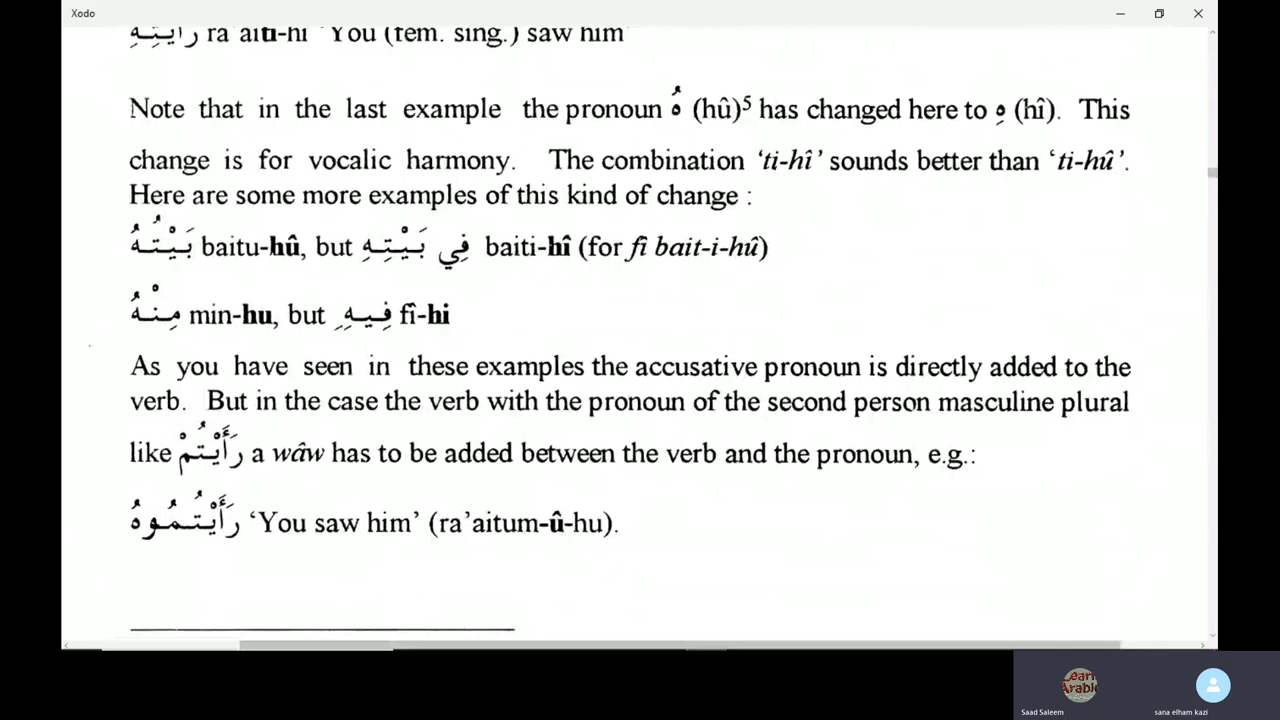 Xodo
رَأَيْتِهِ ra'aiti-hi 'You (fem. sing.) saw him'
Note that in the last example the pronoun هُ (hû)5 has changed here to هِ (hî). This
change is for vocalic harmony. The combination 'ti-hî' sounds better than 'ti-hû'.
Here are some more examples of this kind of change :
بَيْتُهُ baitu-hû, but فِي بَيْتِهِ baiti-hî (for fî bait-i-hû)
مِنْهُ min-hu, but فِيهِ fî-hi
As you have seen in these examples the accusative pronoun is directly added to the
verb. But in the case the verb with the pronoun of the second person masculine plural
like رَأَيْتُمْ a wâw has to be added between the verb and the pronoun, e.g.:
رَأَيْتُمُوهُ 'You saw him' (ra'aitum-û-hu).
Learn Arabic
Saad Saleem
sana elham kazi